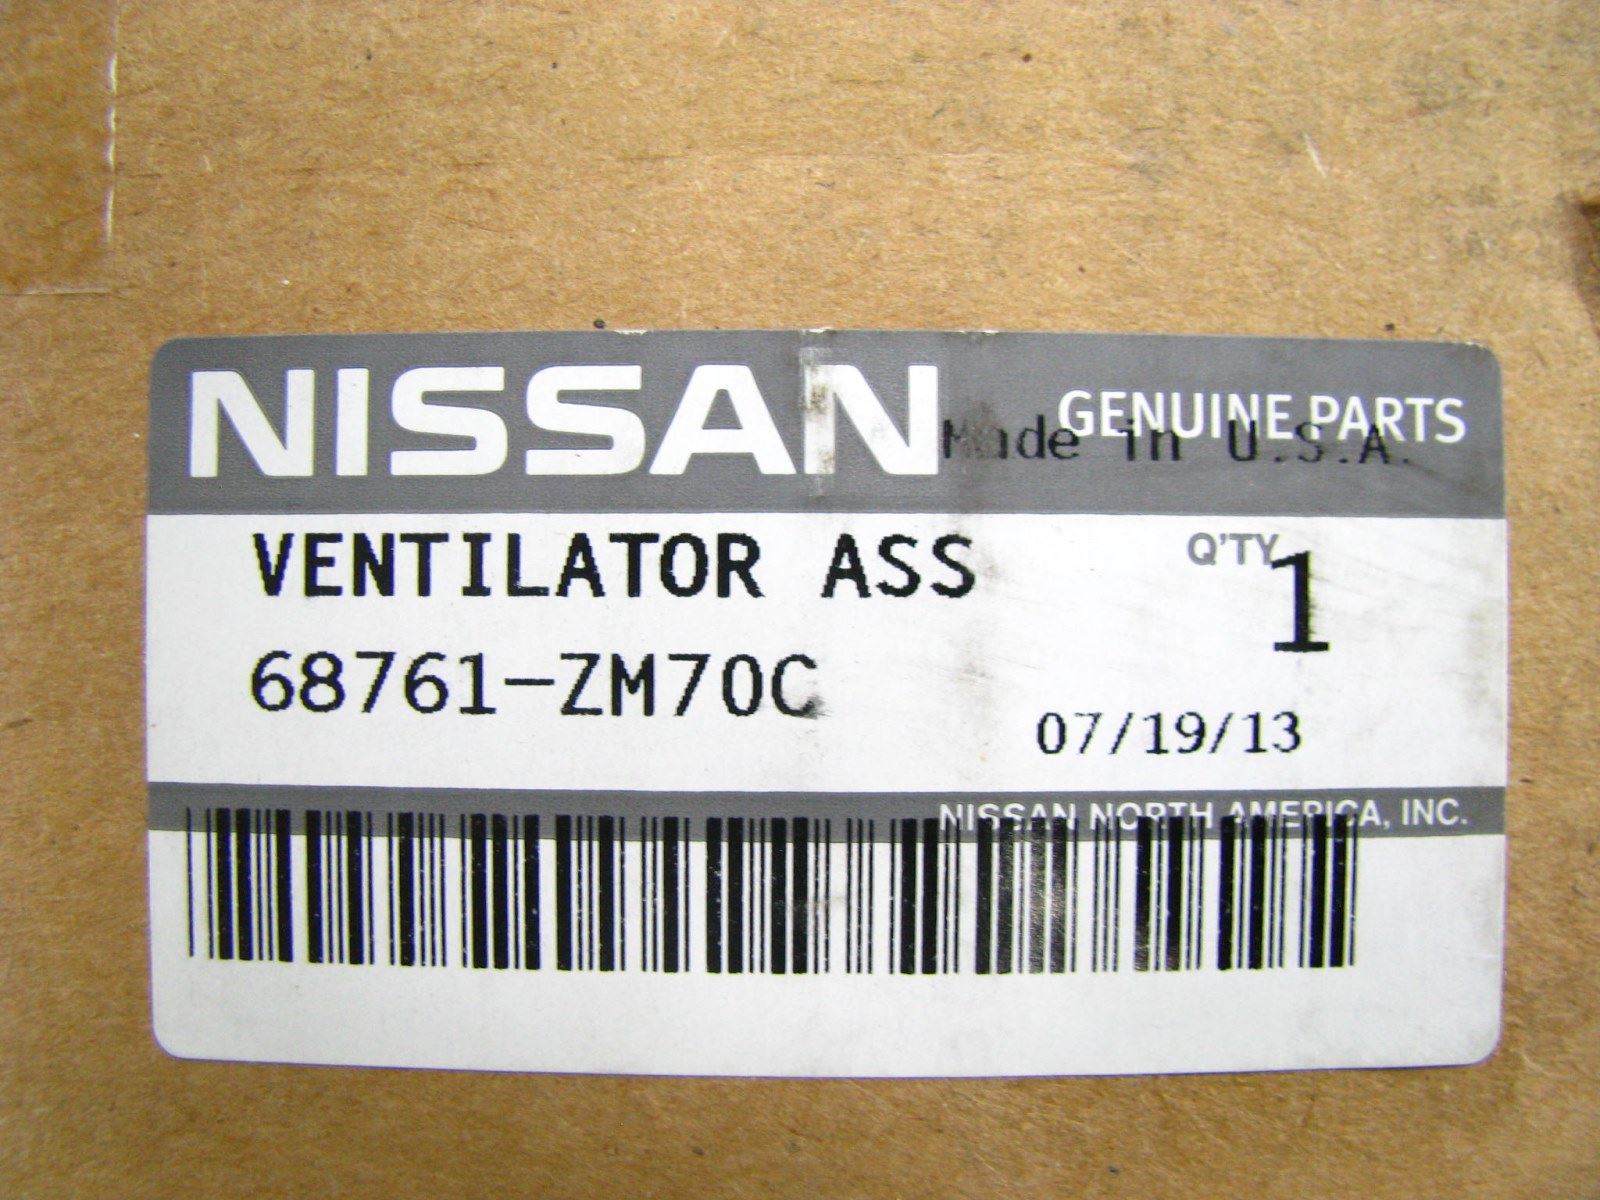 NISSAN GENUINE PARTS
Made in U.S.A.
VENTILATOR ASS Q'TY 1
68761-ZM70C
07/19/13
NISSAN NORTH AMERICA, INC.